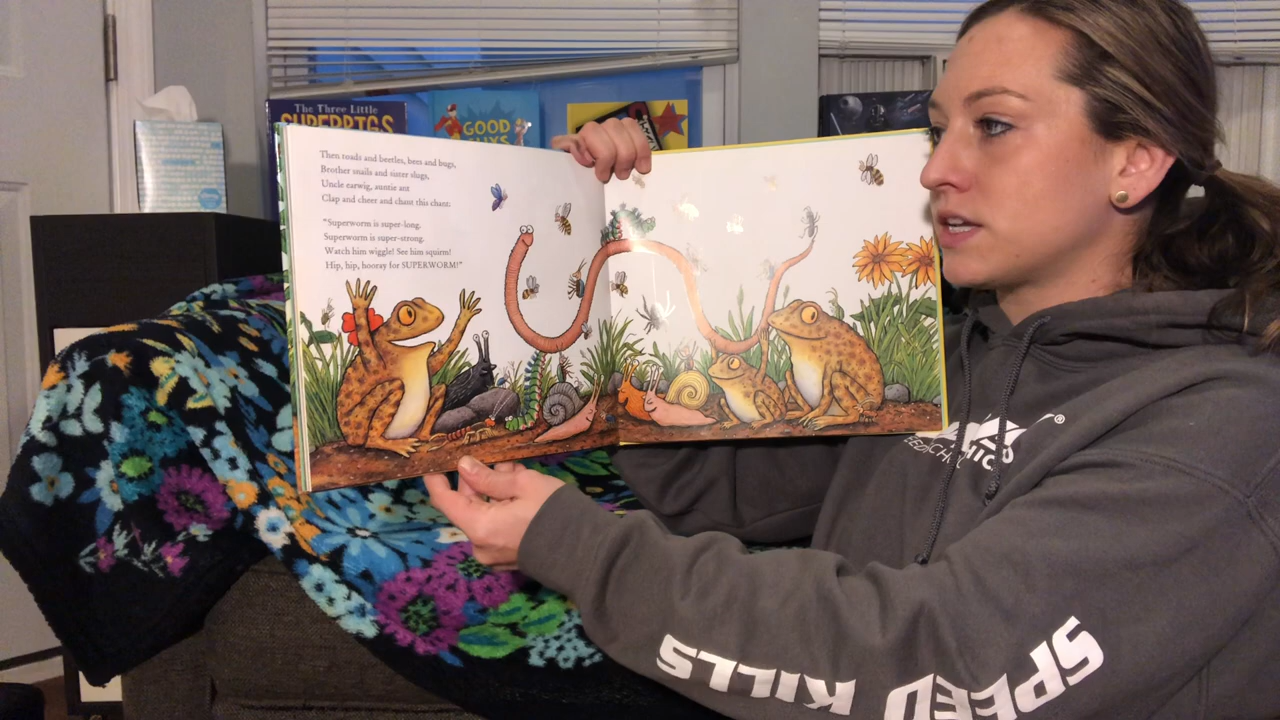 The Three Little
SUPERPIGS
GOOD
GUYS
Then toads and beetles, bees and bugs,
Brother snails and sister slugs,
Uncle earwig, auntie ant
Clap and cheer and chant this chant:
"Superworm is super-long.
Superworm is super-strong.
Watch him wiggle! See him squirm!
Hip, hip, hooray for SUPERWORM!"
SPEED KILLS